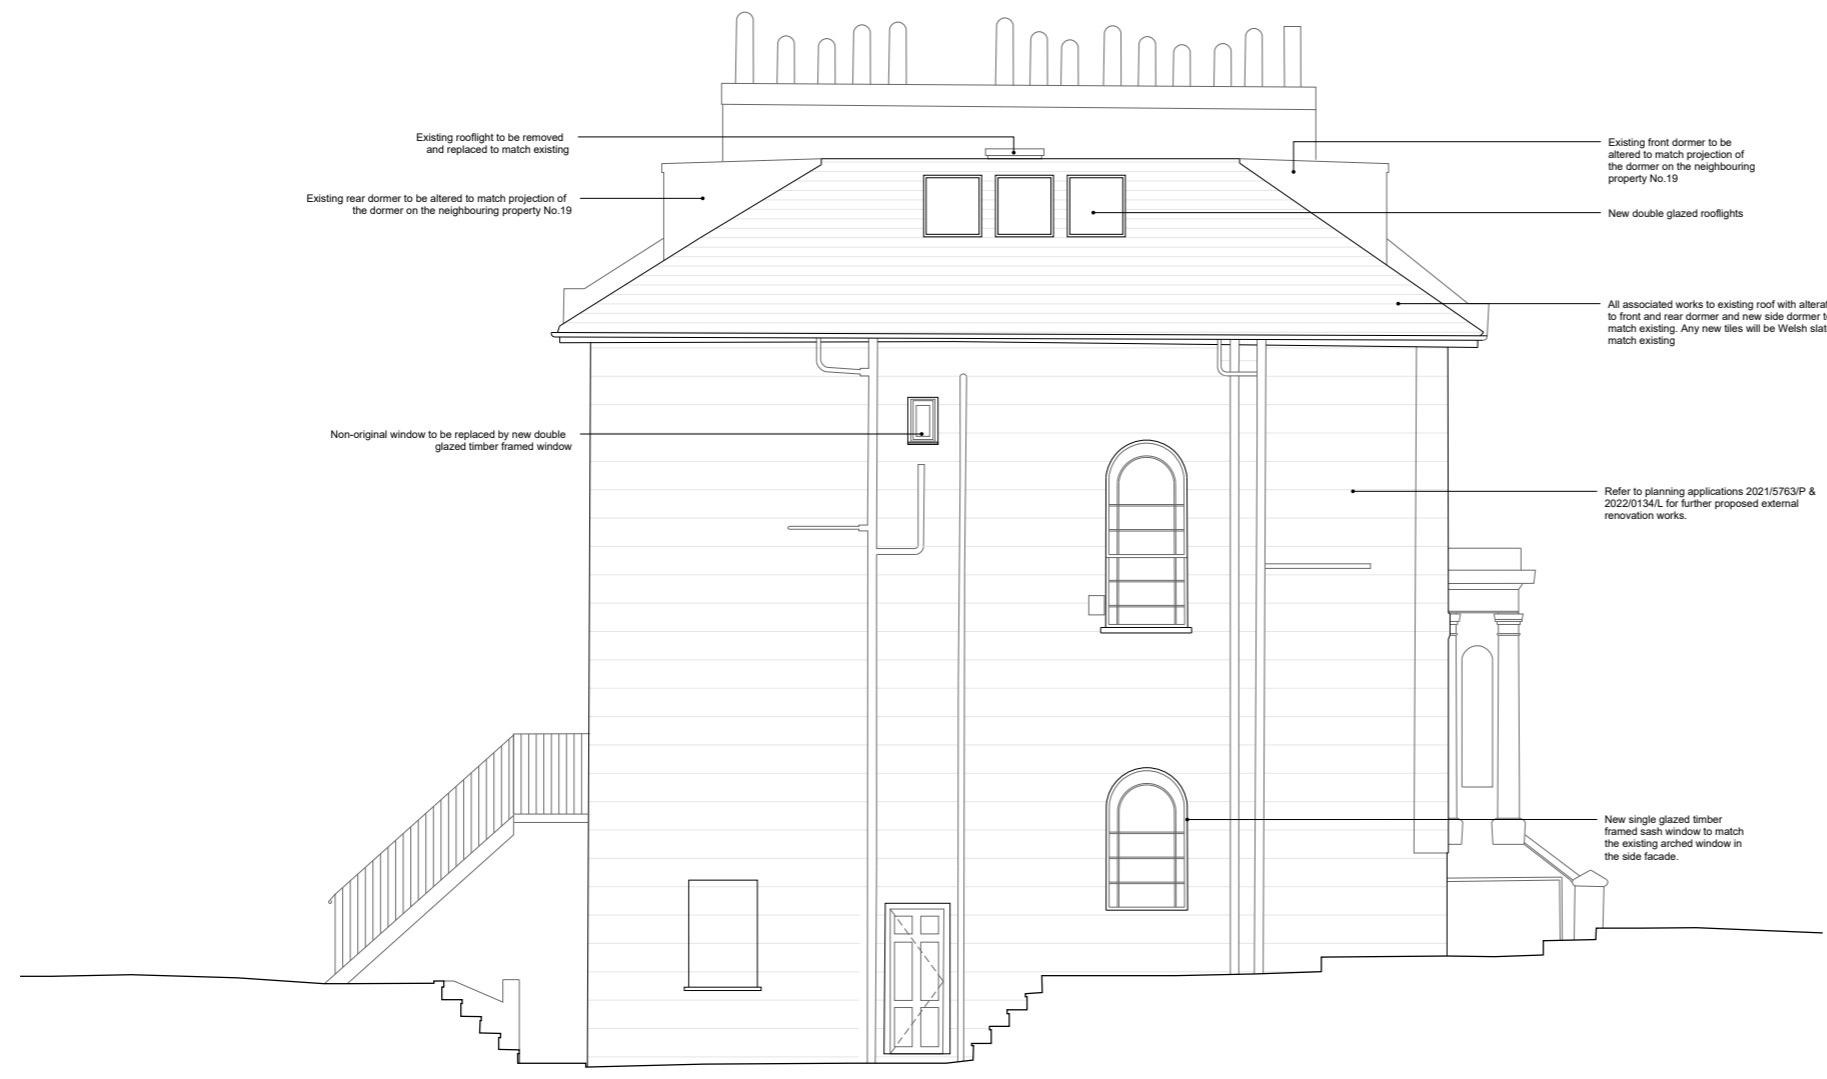 Existing rooflight to be removed
and replaced to match existing
Existing rear dormer to be altered to match projection of
the dormer on the neighbouring property No.19
Non-original window to be replaced by new double
glazed timber framed window
Existing front dormer to be
altered to match projection of
the dormer on the neighbouring
property No.19
New double glazed rooflights
All associated works to existing roof with
to front and rear dormer and new side dormer
match existing. Any new tiles will be Welsh
match existing
Refer to planning applications 2021/5763/P &
2022/0134/L for further proposed external
renovation works.
New single glazed timber
framed sash window to match
the existing arched window in
the side facade.